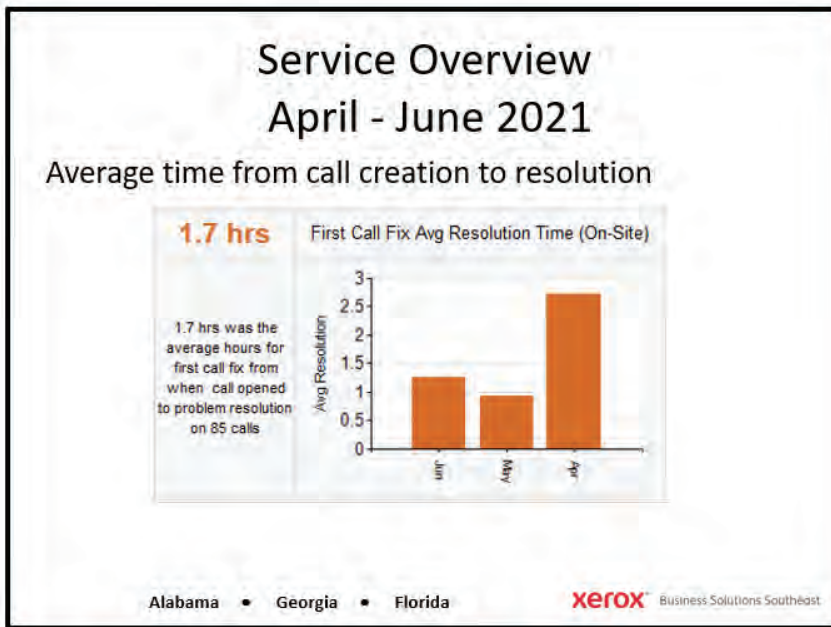 Service Overview
April - June 2021
Average time from call creation to resolution
1.7 hrs
1.7 hrs was the
average hours for
first call fix from
when call opened
to problem resolution
on 85 calls
First Call Fix Avg Resolution Time (On-Site)
Avg Resolution
3
2.5
2
1.5
1
0.5
0
Jun
May
Apr
Alabama • Georgia • Florida
xerox™ Business Solutions Southeast